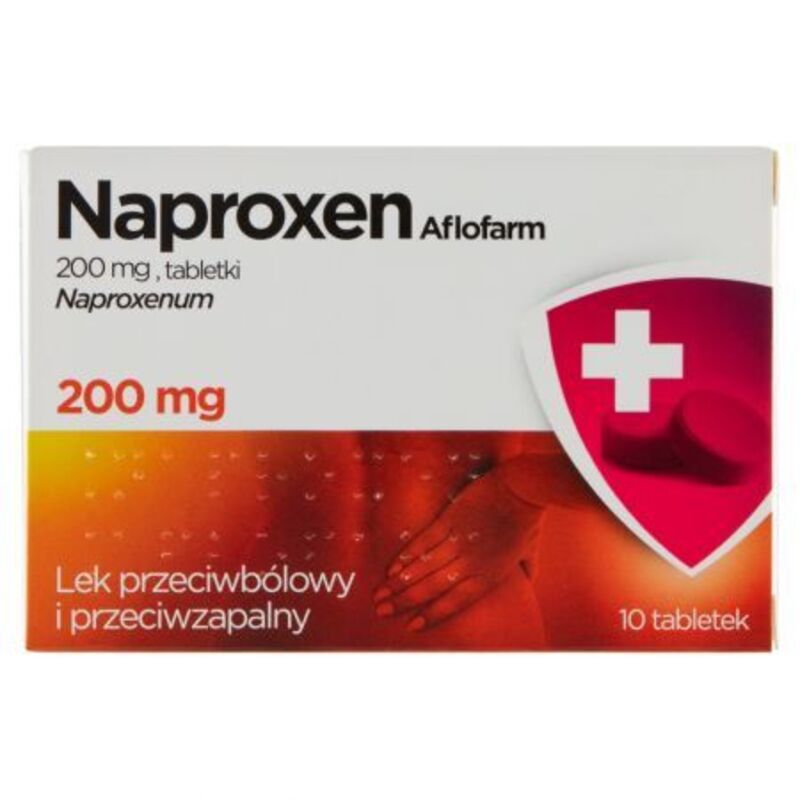 Naproxen Aflofarm
200 mg, tabletki
Naproxenum
200 mg
Lek przeciwbólowy
i przeciwzapalny
10 tabletek